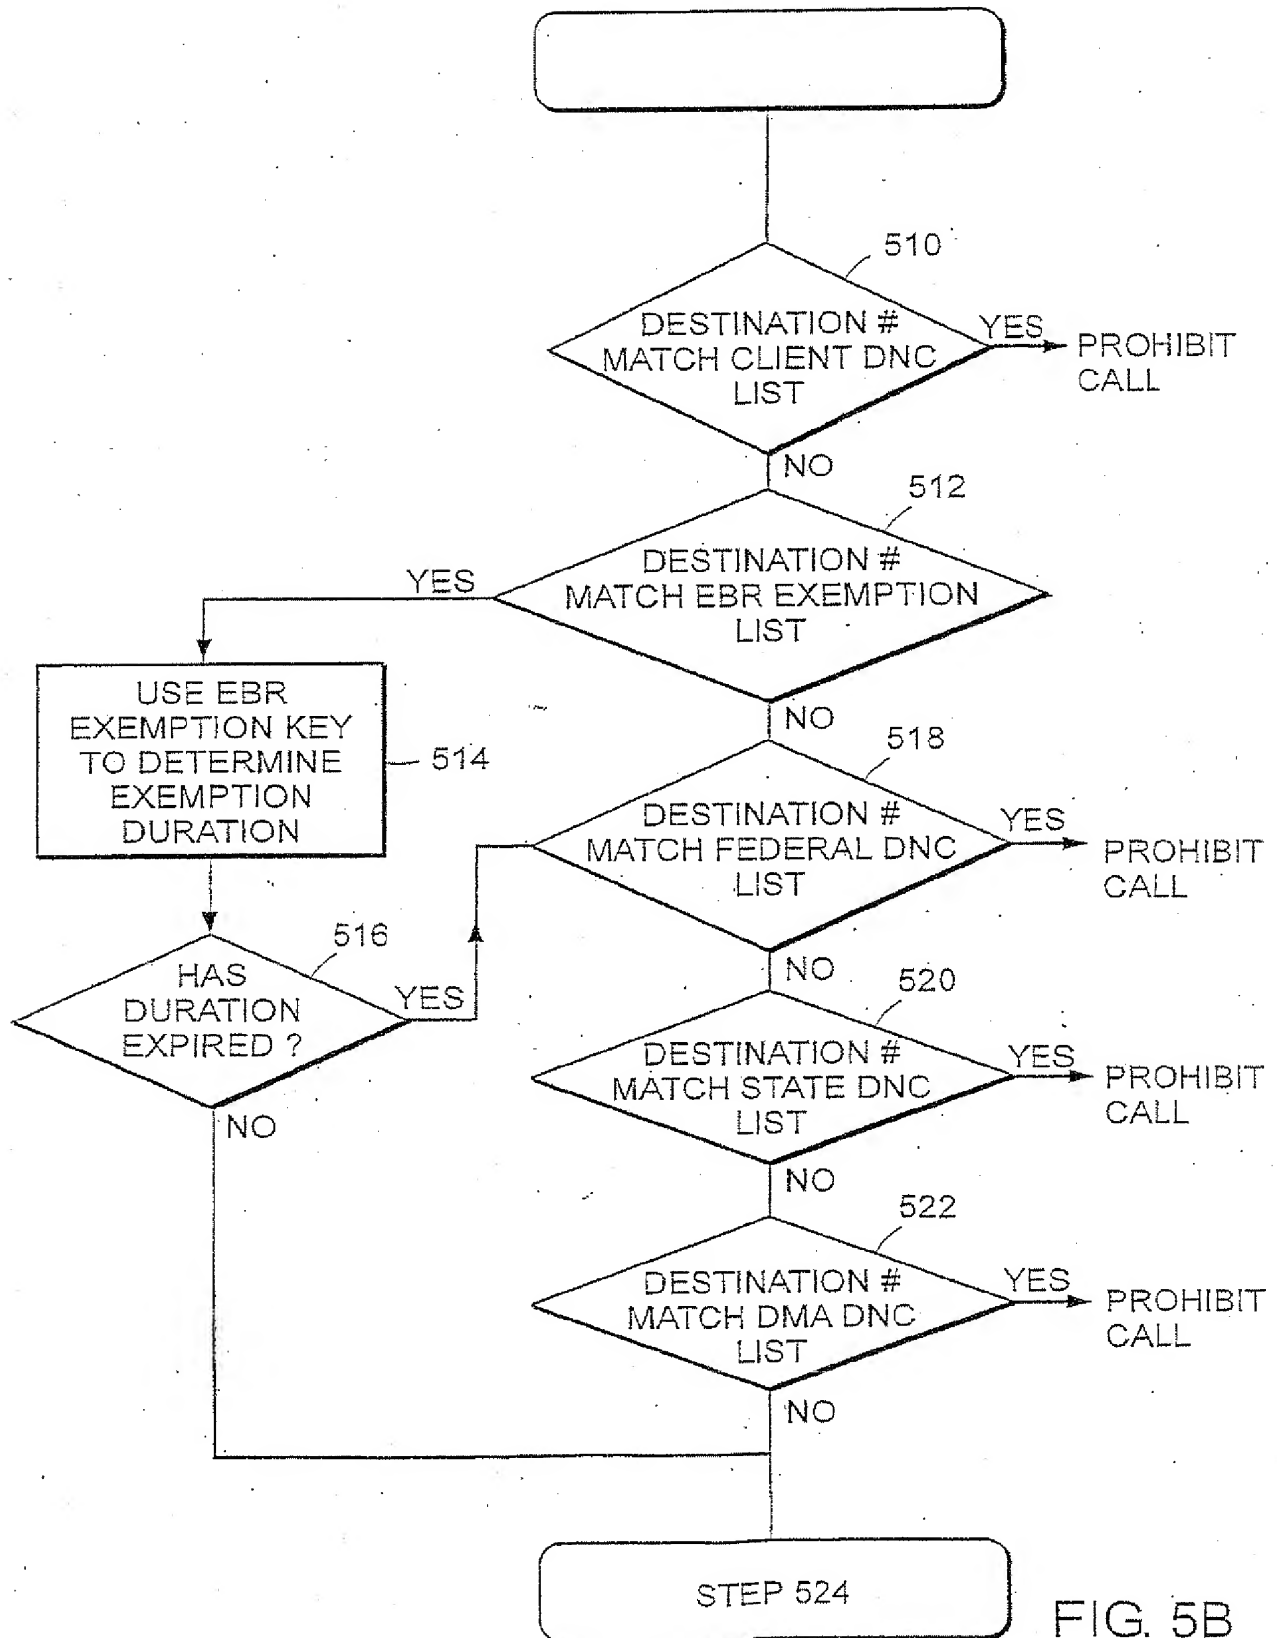 510
DESTINATION #
MATCH CLIENT DNC
LIST
YES
PROHIBIT
CALL
NO
512
DESTINATION #
MATCH EBR EXEMPTION
LIST
YES
NO
USE EBR
EXEMPTION KEY
TO DETERMINE
EXEMPTION
DURATION
514
518
DESTINATION #
MATCH FEDERAL DNC
LIST
YES
PROHIBIT
CALL
NO
516
HAS
DURATION
EXPIRED ?
YES
NO
520
DESTINATION #
MATCH STATE DNC
LIST
YES
PROHIBIT
CALL
NO
522
DESTINATION #
MATCH DMA DNC
LIST
YES
PROHIBIT
CALL
NO
STEP 524
FIG. 5B